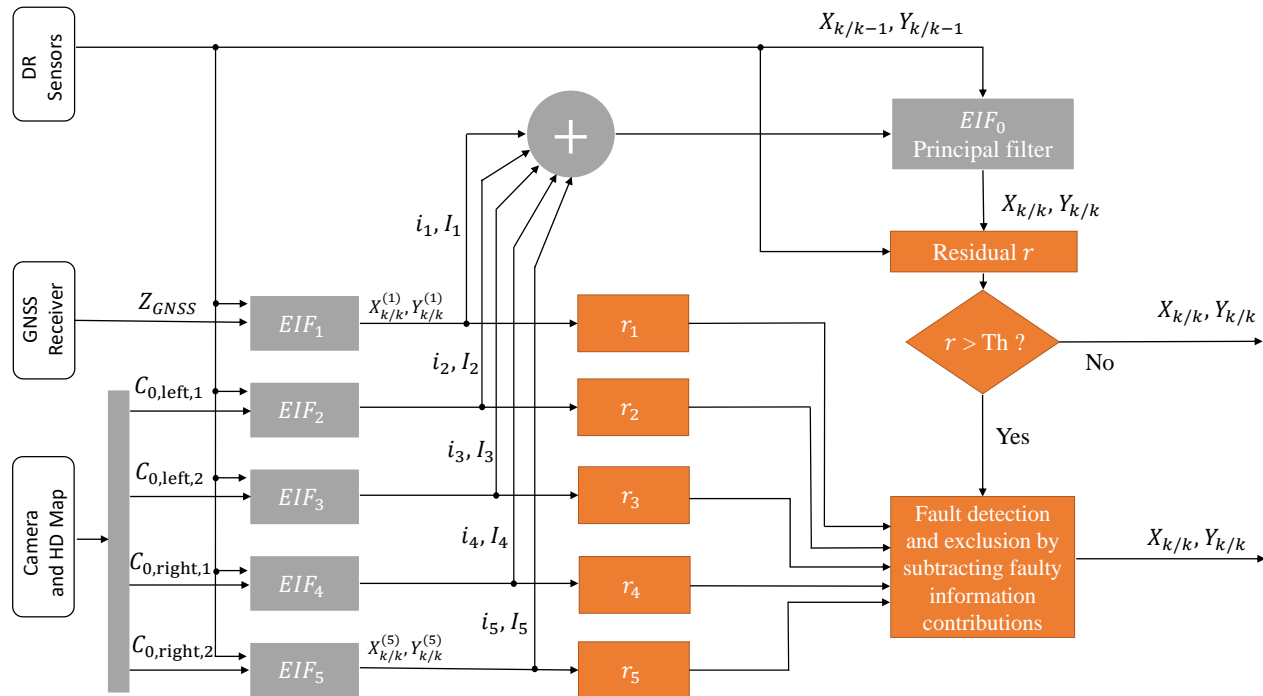 DR
Sensors
X_{k/k-1}, Y_{k/k-1}
EIF_0
Principal filter
+
X_{k/k}, Y_{k/k}
i_1, I_1
Residual r
GNSS
Receiver
Z_{GNSS}
EIF_1
X^{(1)}_{k/k}, Y^{(1)}_{k/k}
r_1
r > Th ?
X_{k/k}, Y_{k/k}
No
i_2, I_2
C_{0,left,1}
EIF_2
r_2
Yes
i_3, I_3
Camera
and HD Map
C_{0,left,2}
EIF_3
r_3
Fault detection
and exclusion by
subtracting faulty
information
contributions
X_{k/k}, Y_{k/k}
i_4, I_4
C_{0,right,1}
EIF_4
r_4
i_5, I_5
C_{0,right,2}
EIF_5
X^{(5)}_{k/k}, Y^{(5)}_{k/k}
r_5